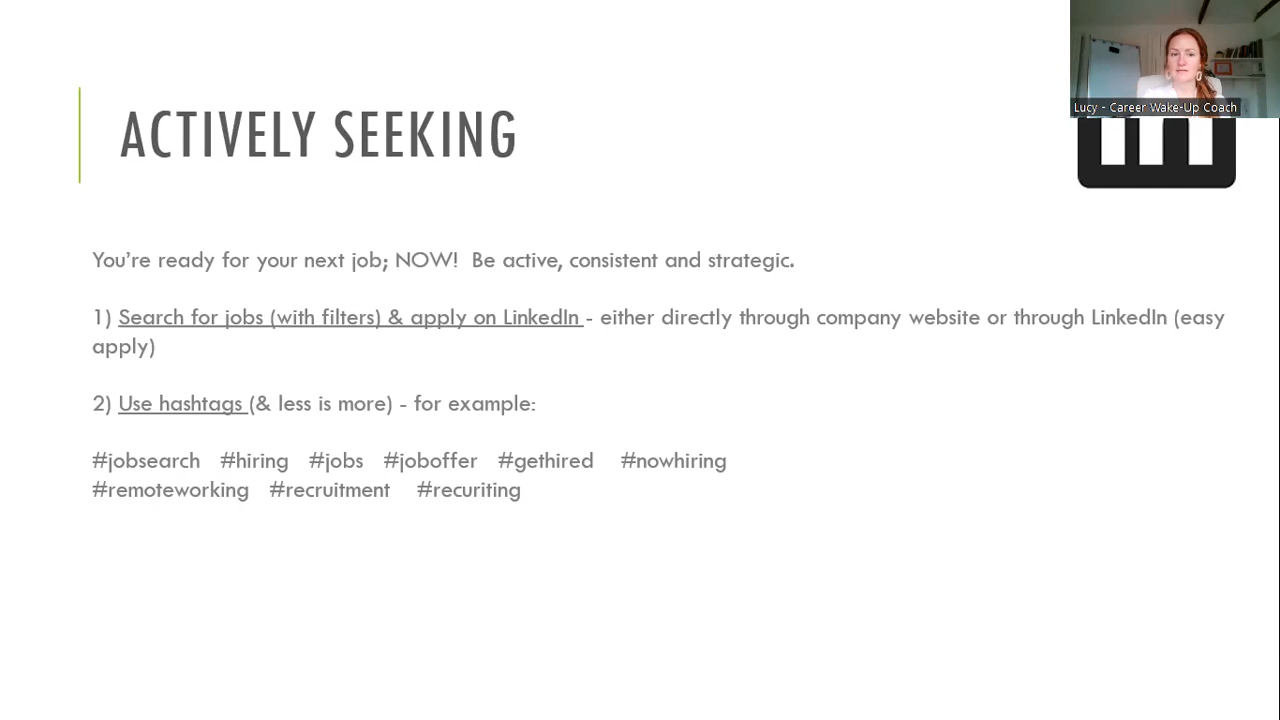 Lucy - Career Wake-Up Coach
ACTIVELY SEEKING
You're ready for your next job; NOW!  Be active, consistent and strategic.
1) Search for jobs (with filters) & apply on LinkedIn - either directly through company website or through LinkedIn (easy
apply)
2) Use hashtags (& less is more) - for example:
#jobsearch   #hiring   #jobs   #joboffer   #gethired    #nowhiring
#remoteworking   #recruitment    #recuriting